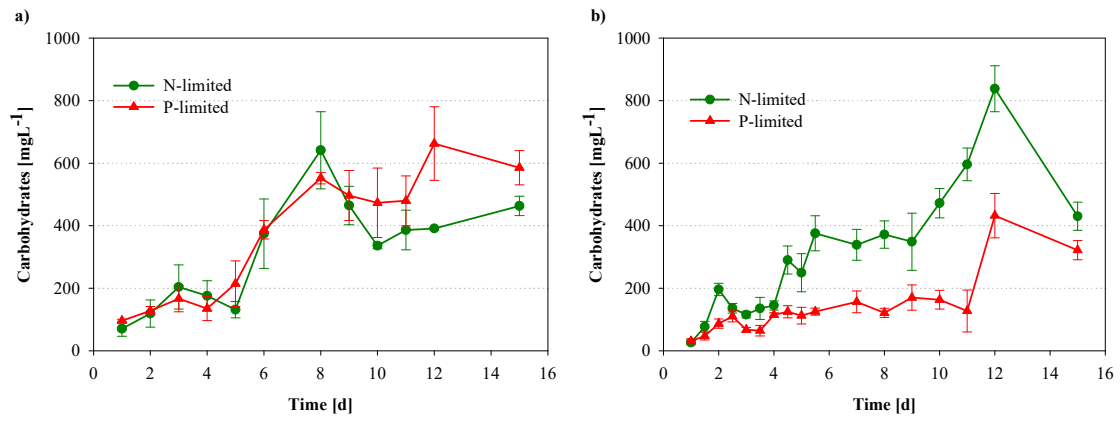 a)
1000
800
600
400
200
0
Carbohydrates [mgL-1]
N-limited
P-limited
0 2 4 6 8 10 12 14 16
Time [d]
b)
1000
800
600
400
200
0
Carbohydrates [mgL-1]
N-limited
P-limited
0 2 4 6 8 10 12 14 16
Time [d]